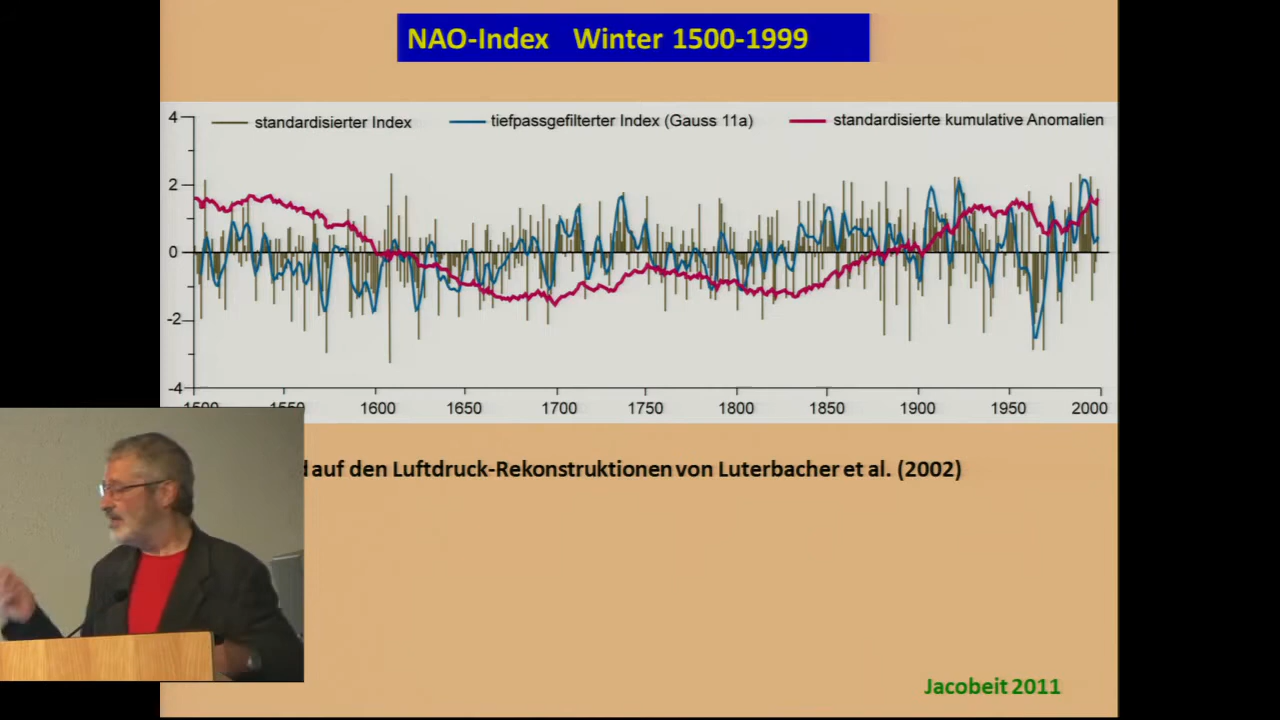 NAO-Index Winter 1500-1999
standardisierter Index tiefpassgefilterter Index (Gauss 11a) standardisierte kumulative Anomalien
4
2
0
-2
-4
1500 1550 1600 1650 1700 1750 1800 1850 1900 1950 2000
auf den Luftdruck-Rekonstruktionen von Luterbacher et al. (2002)
Jacobeit 2011